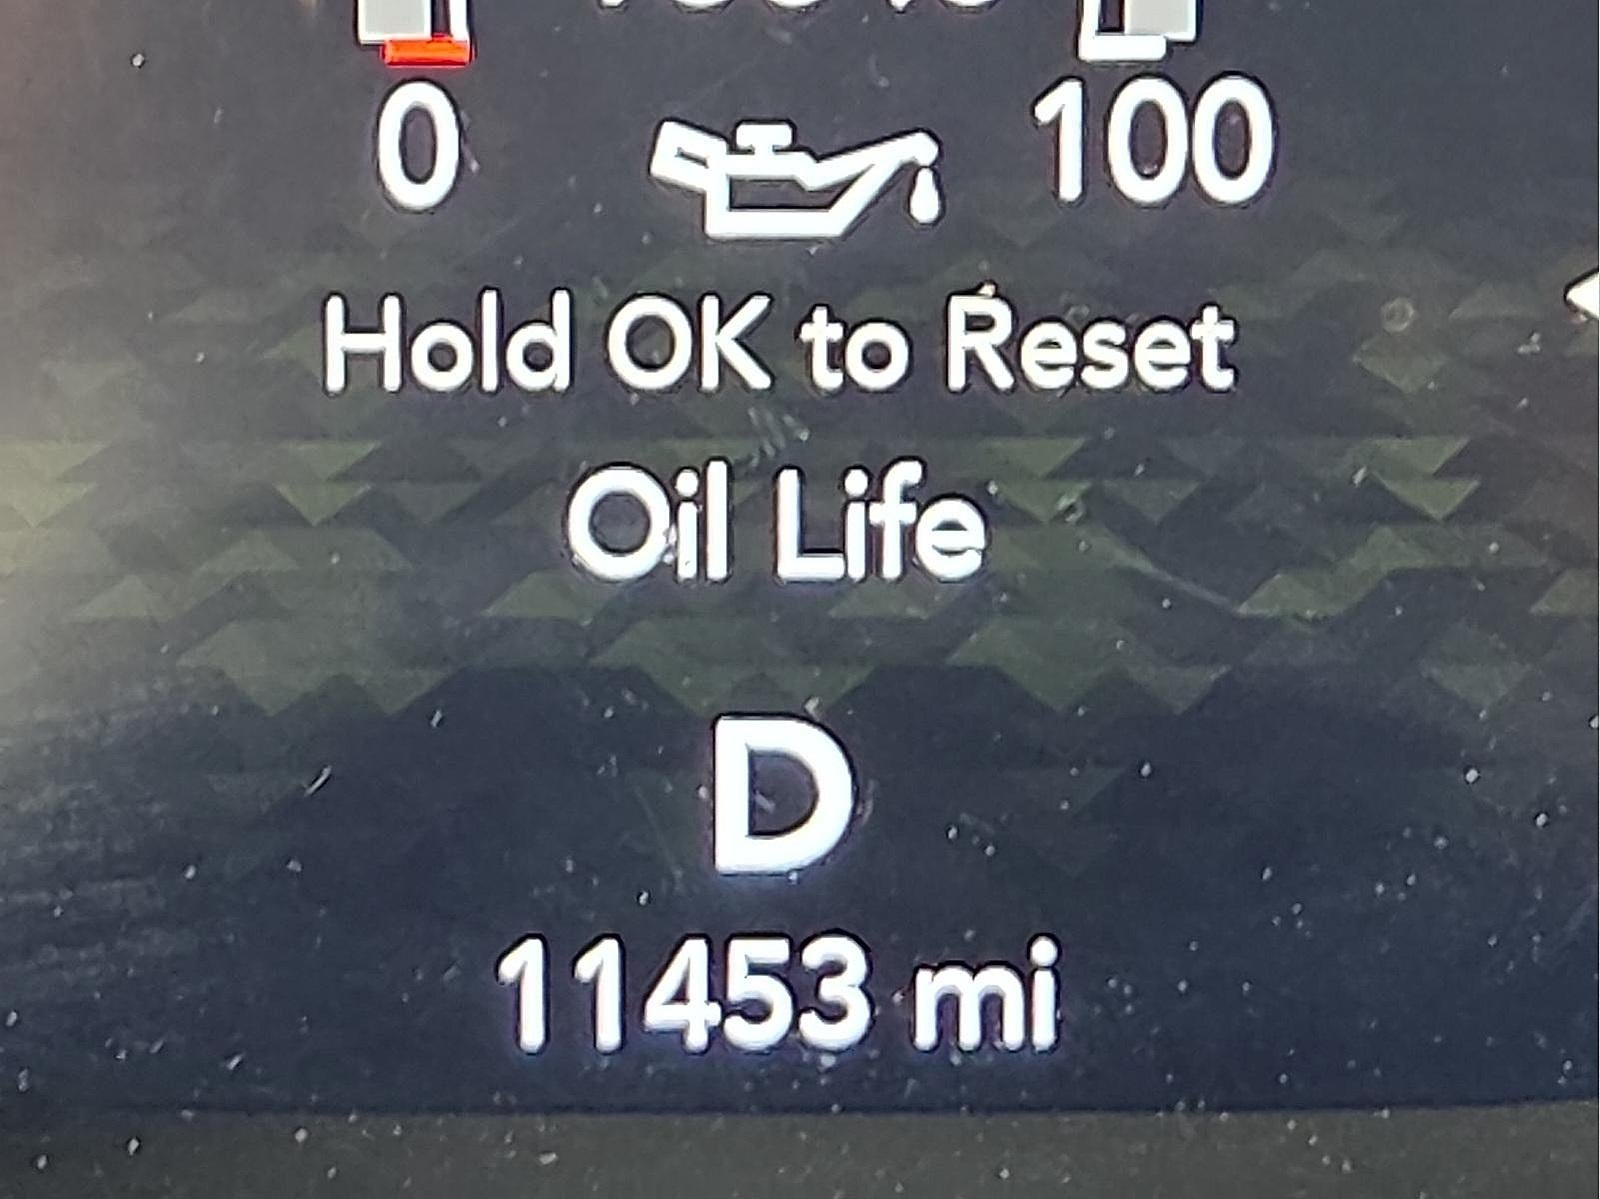 0 100
Hold OK to Reset
Oil Life
D
11453 mi